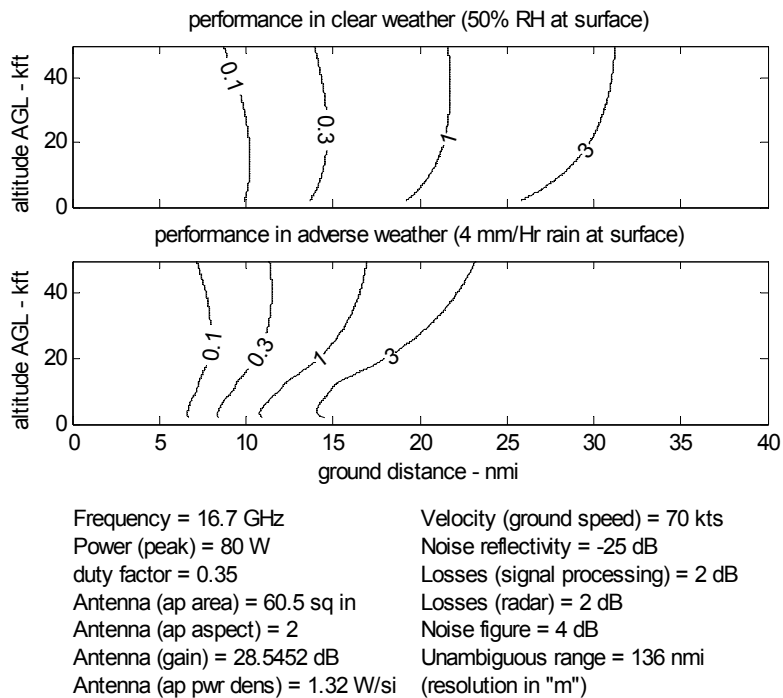 performance in clear weather (50% RH at surface)
altitude AGL - kft
40
20
0
0.1
0.3
1
3
performance in adverse weather (4 mm/Hr rain at surface)
altitude AGL - kft
40
20
0
0.1
0.3
1
3
0 5 10 15 20 25 30 35 40
ground distance - nmi
Frequency = 16.7 GHz
Power (peak) = 80 W
duty factor = 0.35
Antenna (ap area) = 60.5 sq in
Antenna (ap aspect) = 2
Antenna (gain) = 28.5452 dB
Antenna (ap pwr dens) = 1.32 W/si
Velocity (ground speed) = 70 kts
Noise reflectivity = -25 dB
Losses (signal processing) = 2 dB
Losses (radar) = 2 dB
Noise figure = 4 dB
Unambiguous range = 136 nmi
(resolution in "m")